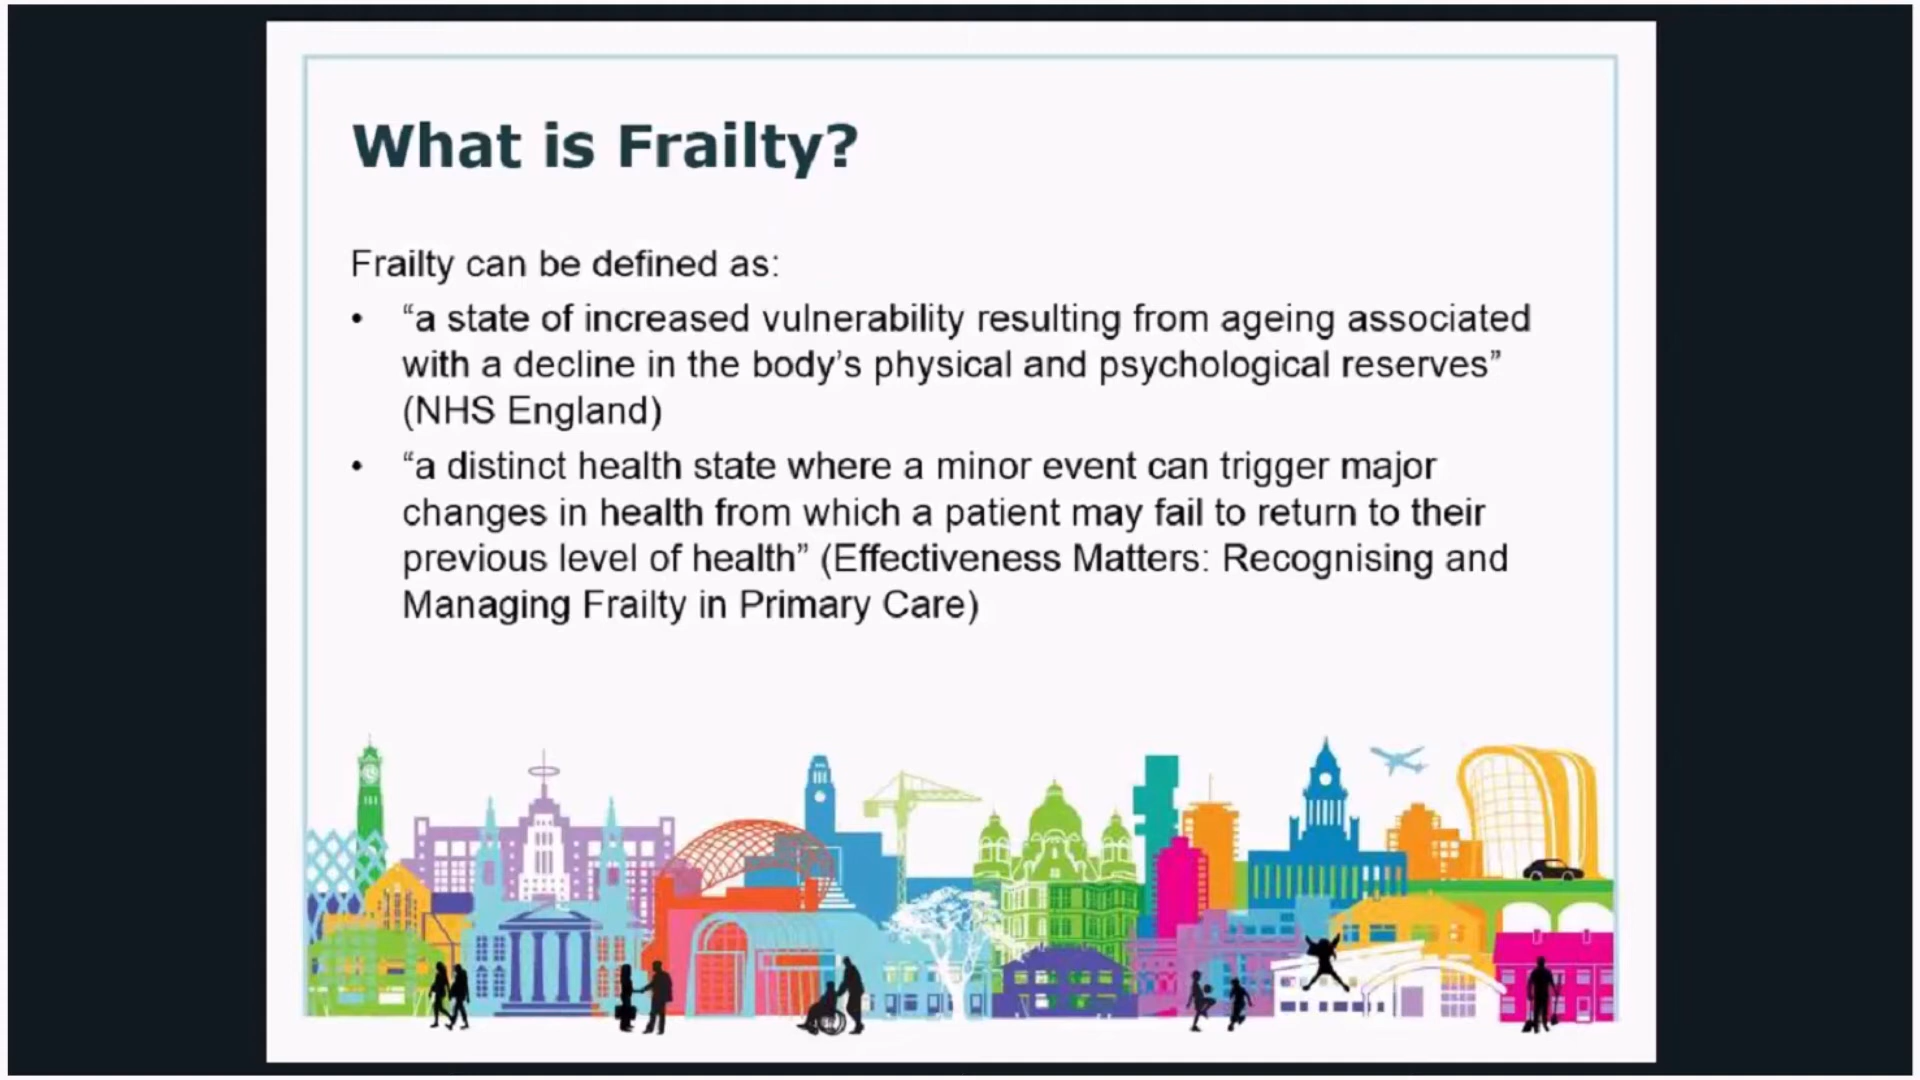 What is Frailty?
Frailty can be defined as:
• “a state of increased vulnerability resulting from ageing associated
with a decline in the body’s physical and psychological reserves”
(NHS England)
• “a distinct health state where a minor event can trigger major
changes in health from which a patient may fail to return to their
previous level of health” (Effectiveness Matters: Recognising and
Managing Frailty in Primary Care)